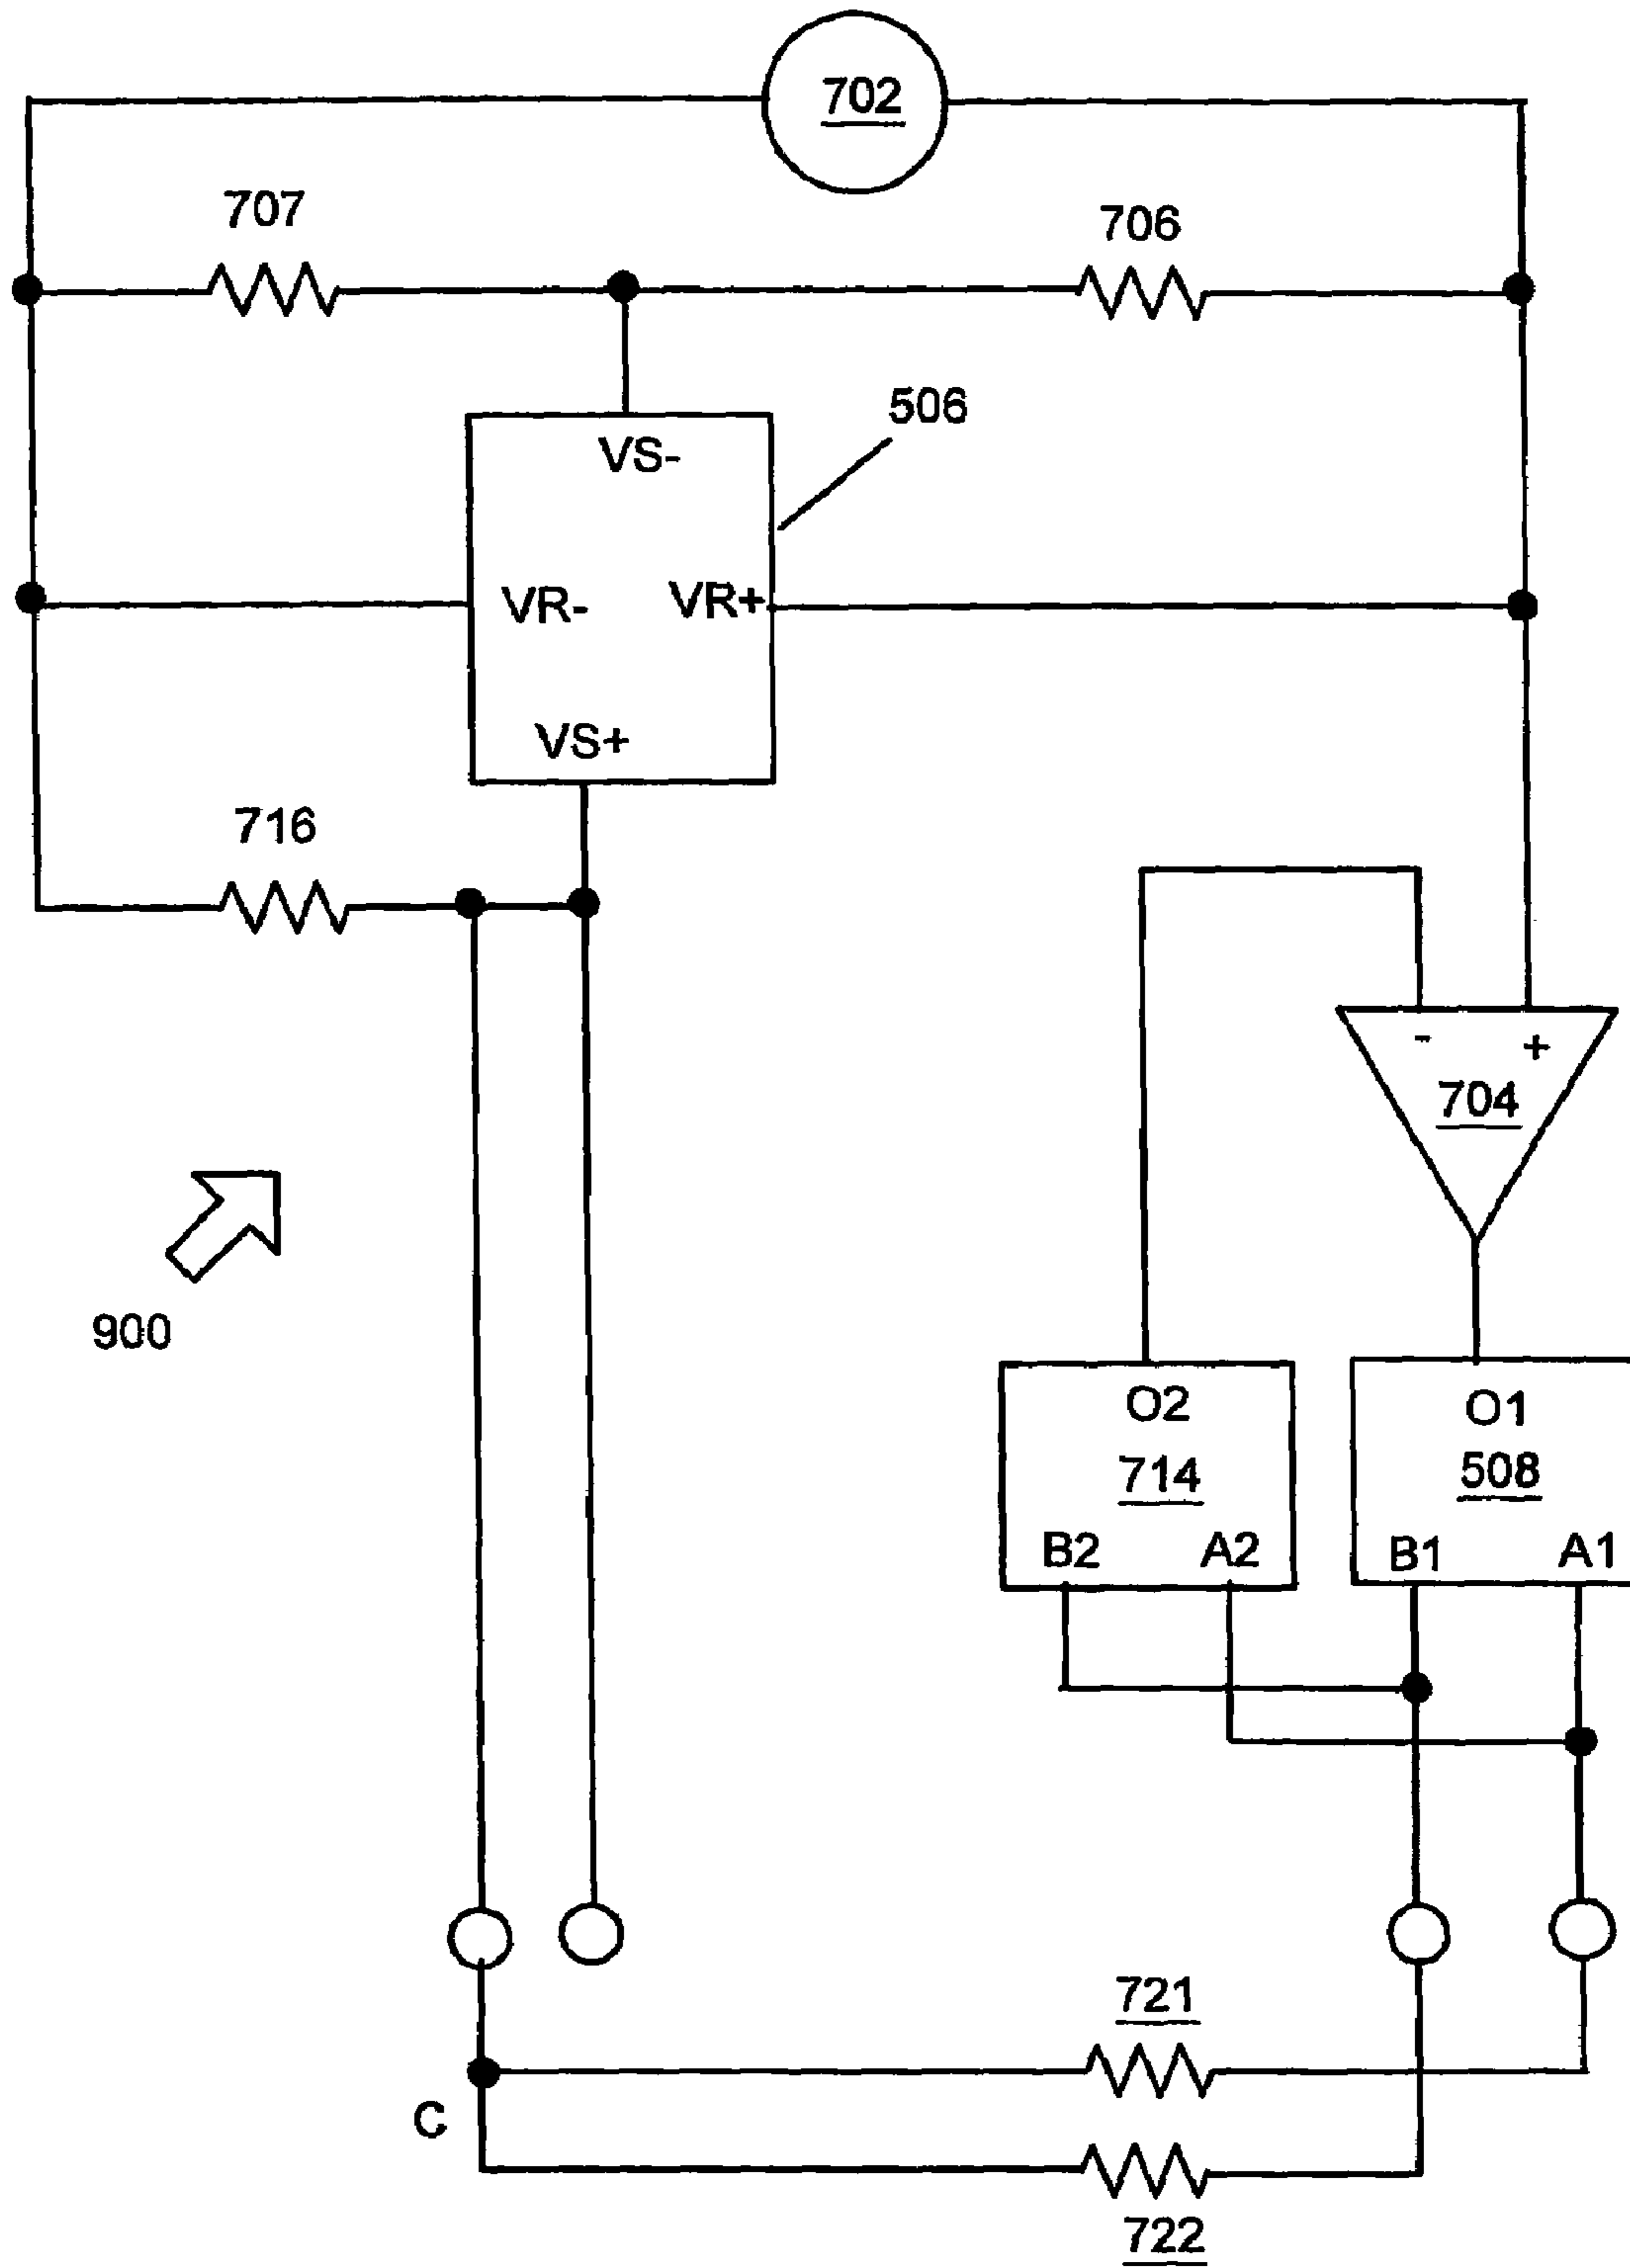 702
707
706
506
VS-
VR-
VR+
VS+
716
-
+
704
900
O2
O1
714
508
B2
A2
B1
A1
721
C
722